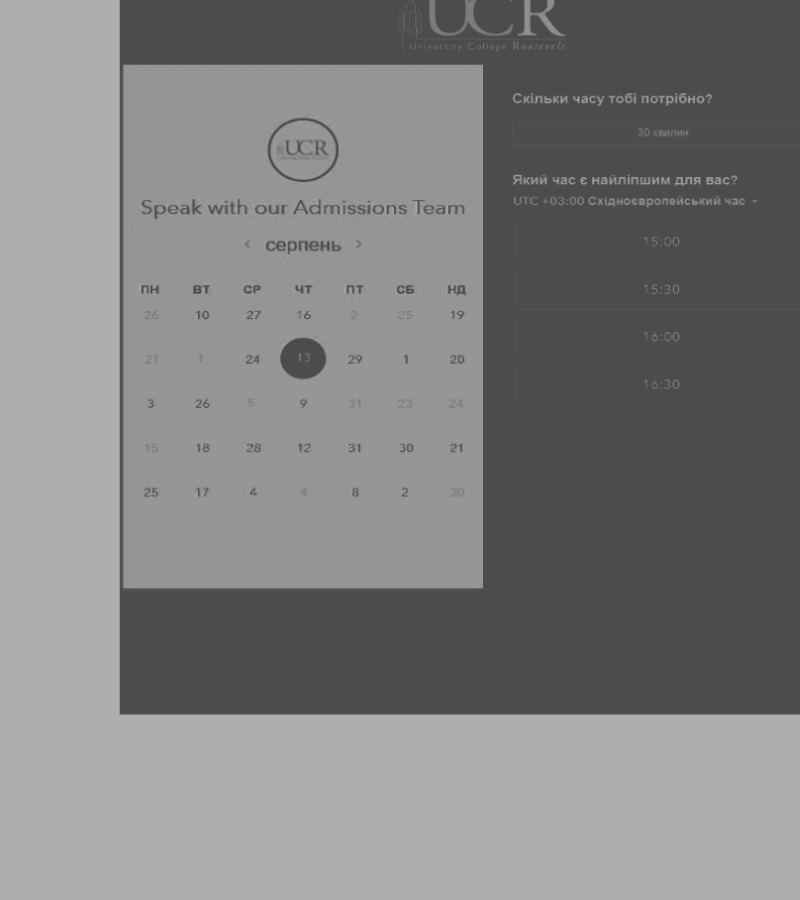 UCR
University College Roosevelt
UCR
Speak with our Admissions Team
‹ серпень ›
ПН ВТ СР ЧТ ПТ СБ НД
26 10 27 16 2 25 19
21 1 24 13 29 1 20
3 26 5 9 31 23 24
15 18 28 12 31 30 21
25 17 4 4 8 2 30
Скільки часу тобі потрібно?
30 хвилин
Який час є найліпшим для вас?
UTC +03:00 Східноєвропейський час
15:00
15:30
16:00
16:30